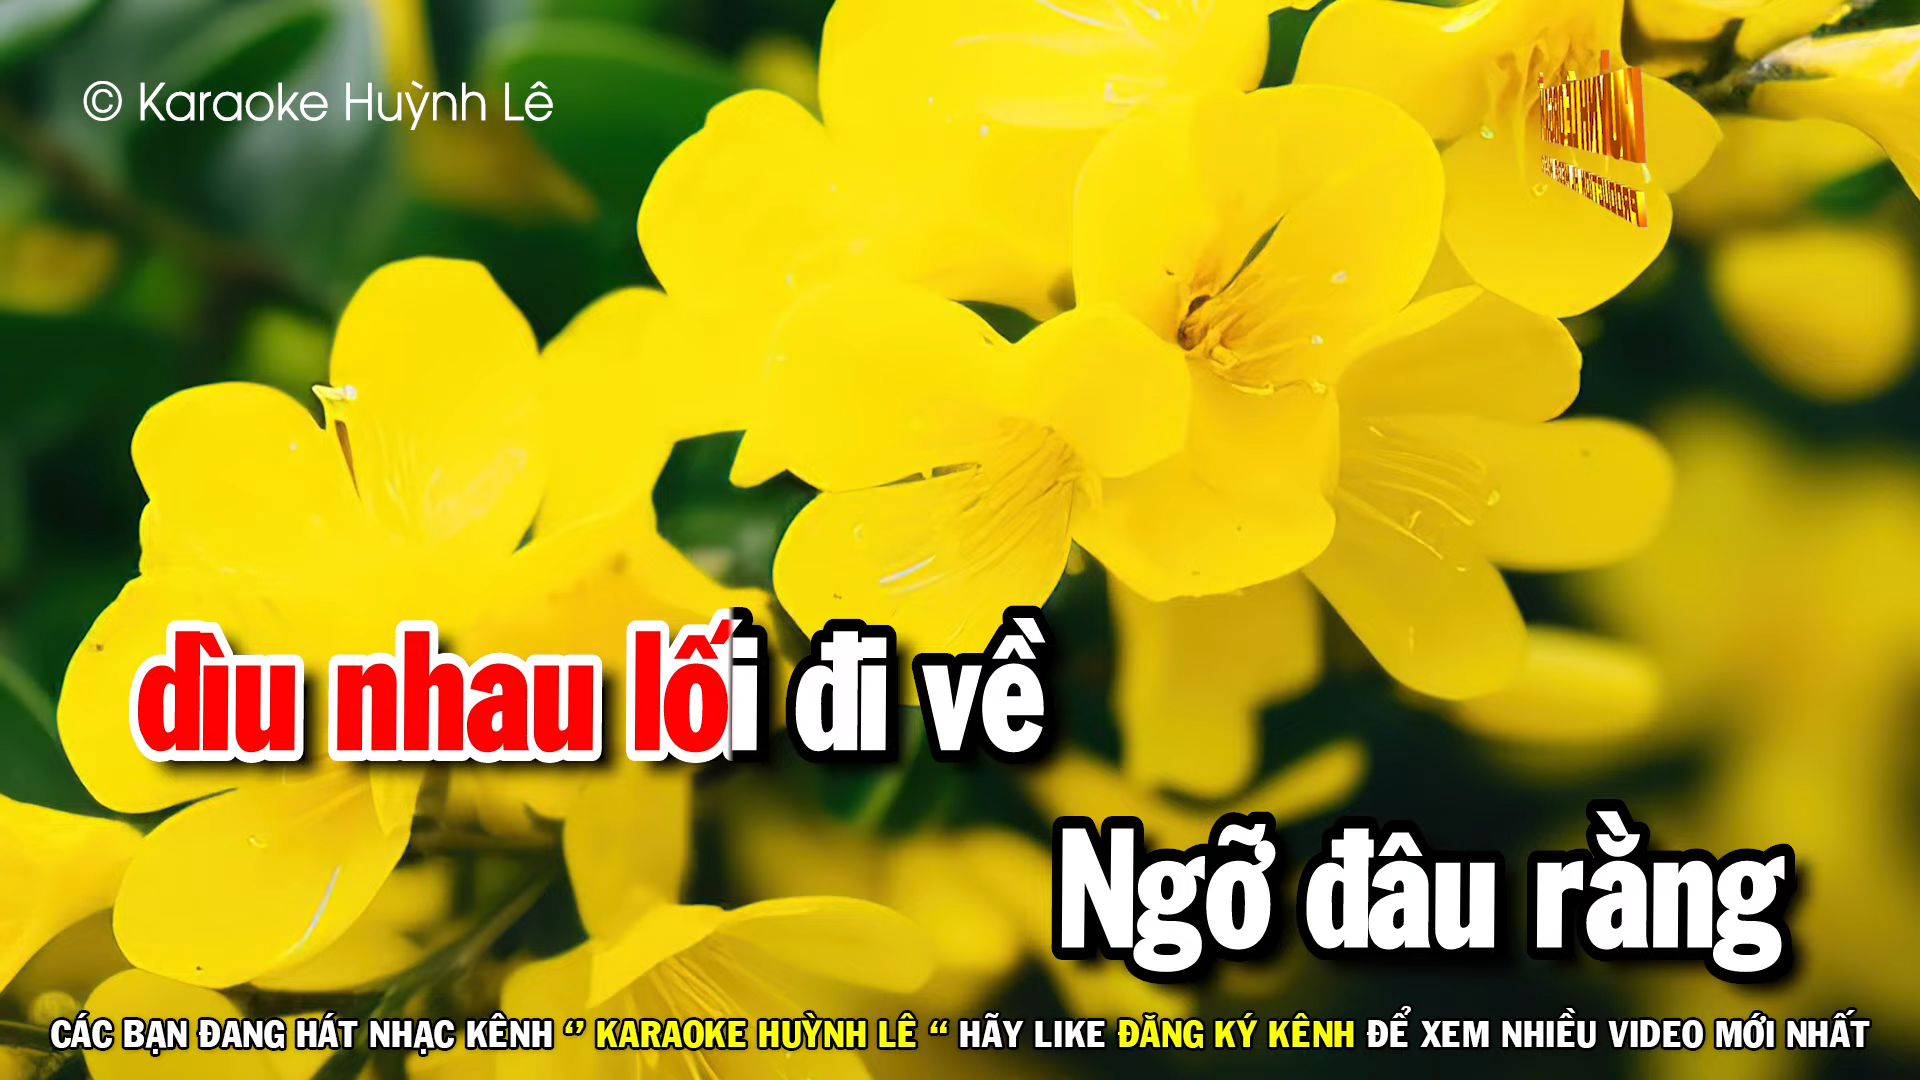 © Karaoke Huỳnh Lê
dìu nhau lối đi về
Ngỡ đâu rằng
CÁC BẠN ĐANG HÁT NHẠC KÊNH ‘’ KARAOKE HUỲNH LÊ “ HÃY LIKE ĐĂNG KÝ KÊNH ĐỂ XEM NHIỀU VIDEO MỚI NHẤT